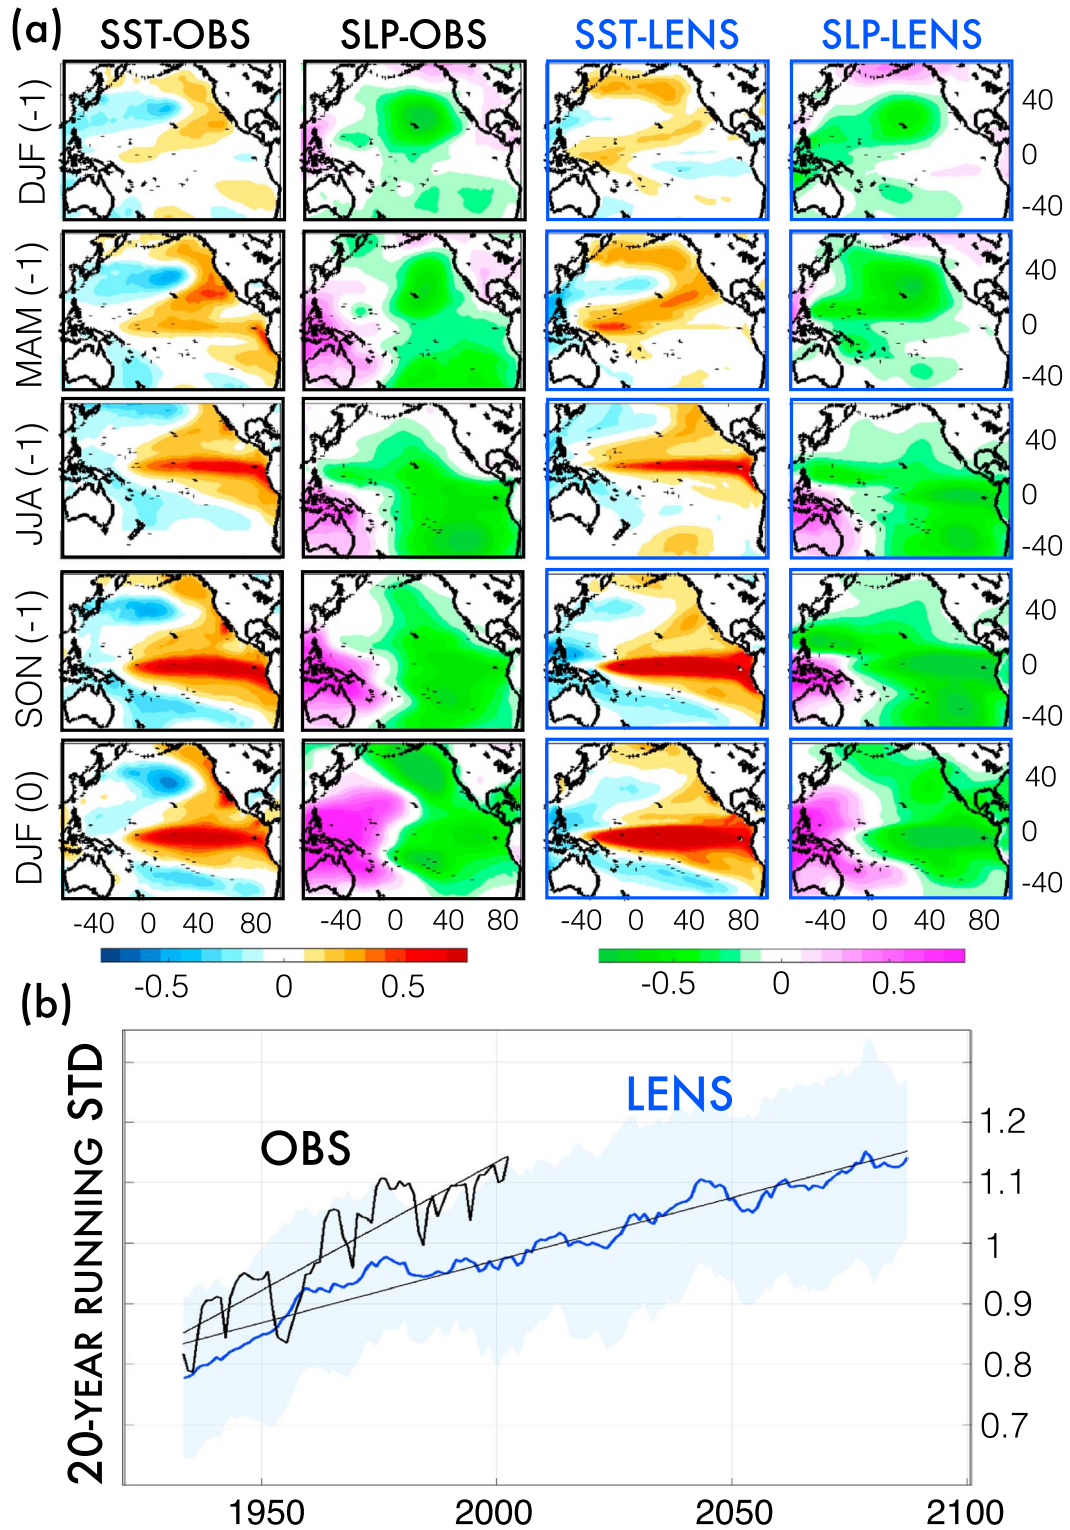 (a)
SST-OBS SLP-OBS SST-LENS SLP-LENS
DJF (-1)
40
0
-40
MAM (-1)
40
0
-40
JJA (-1)
40
0
-40
SON (-1)
40
0
-40
DJF (0)
40
0
-40
-40 0 40 80 -40 0 40 80 -40 0 40 80 -40 0 40 80
-0.5 0 0.5 -0.5 0 0.5
(b)
20-YEAR RUNNING STD
OBS
LENS
1.2
1.1
1
0.9
0.8
0.7
1950 2000 2050 2100